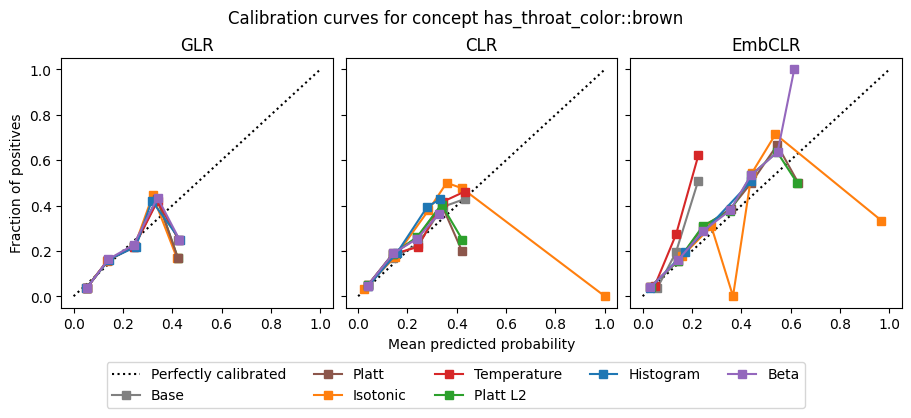 Calibration curves for concept has_throat_color::brown
GLR
CLR
EmbCLR
Fraction of positives
1.0
0.8
0.6
0.4
0.2
0.0
0.0 0.2 0.4 0.6 0.8 1.0
0.0 0.2 0.4 0.6 0.8 1.0
0.0 0.2 0.4 0.6 0.8 1.0
Mean predicted probability
Perfectly calibrated Platt Temperature Histogram Beta
Base Isotonic Platt L2